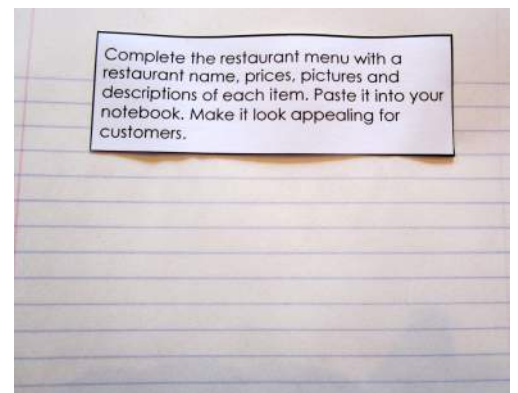 Complete the restaurant menu with a
restaurant name, prices, pictures and
descriptions of each item. Paste it into your
notebook. Make it look appealing for
customers.